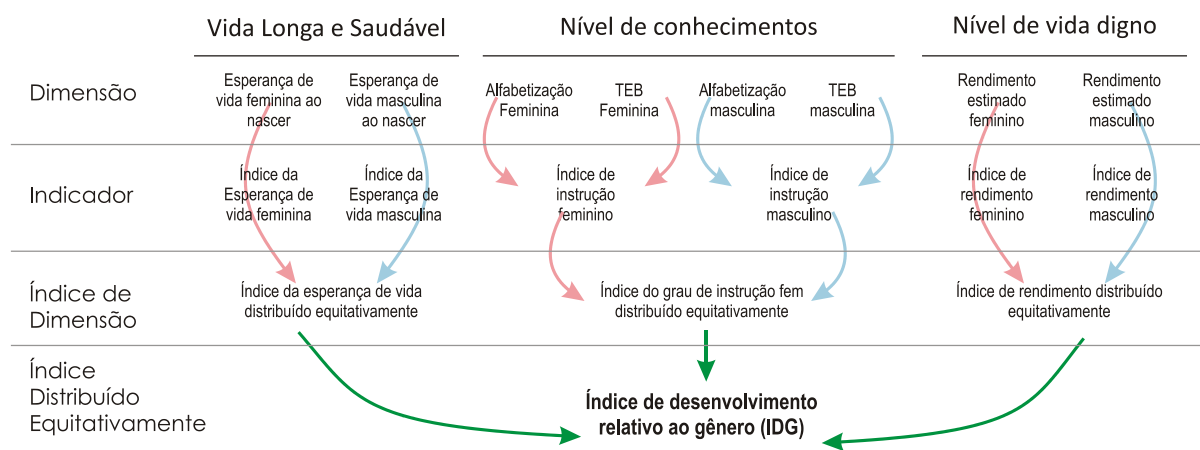 Vida Longa e Saudável
Nível de conhecimentos
Nível de vida digno
Dimensão
Esperança de
vida feminina ao
nascer
Esperança de
vida masculina
ao nascer
Alfabetização
Feminina
TEB
Feminina
Alfabetização
masculina
TEB
masculina
Rendimento
estimado
feminino
Rendimento
estimado
masculino
Indicador
Índice da
Esperança de
vida feminina
Índice da
Esperança de
vida masculina
Índice de
instrução
feminino
Índice de
instrução
masculino
Índice de
rendimento
feminino
Índice de
rendimento
masculino
Índice de
Dimensão
Índice da esperança de vida
distribuído equitativamente
Índice do grau de instrução fem
distribuído equitativamente
Índice de rendimento distribuído
equitativamente
Índice
Distribuído
Equitativamente
Índice de desenvolvimento
relativo ao gênero (IDG)